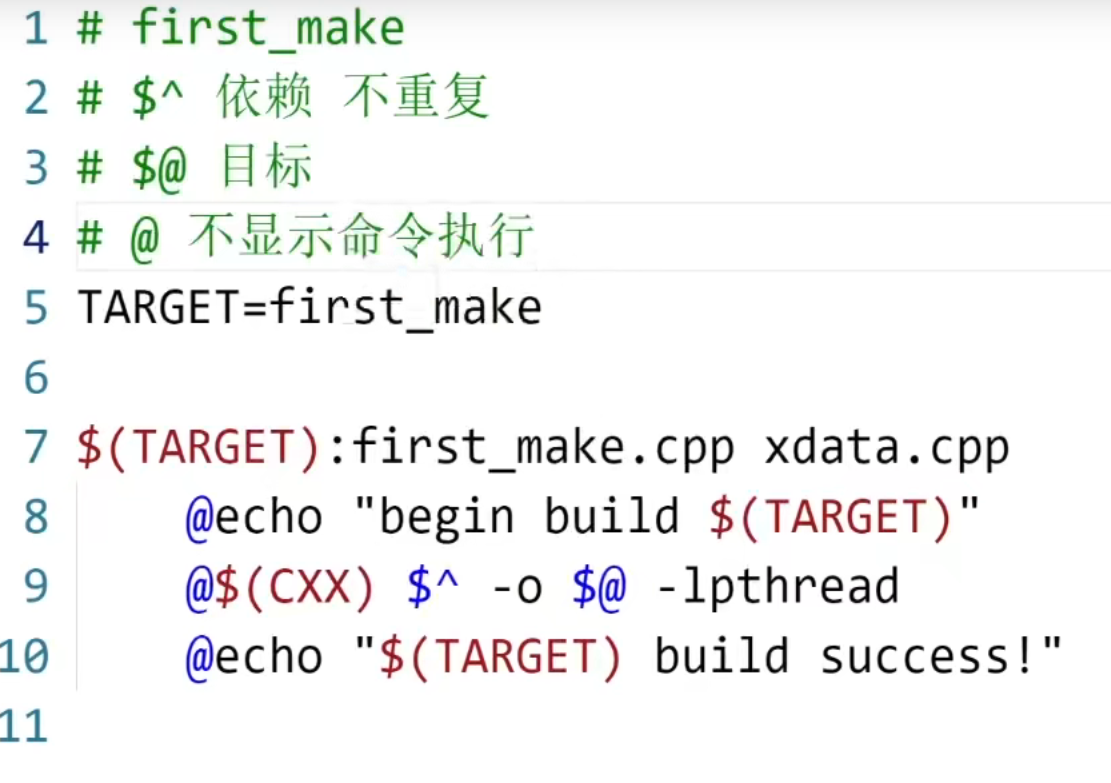 1 # first_make
2 # $^ 依赖 不重复
3 # $@ 目标
4 # @ 不显示命令执行
5 TARGET=first_make
6
7 $(TARGET):first_make.cpp xdata.cpp
8     @echo "begin build $(TARGET)"
9     @$(CXX) $^ -o $@ -lpthread
10     @echo "$(TARGET) build success!"
11